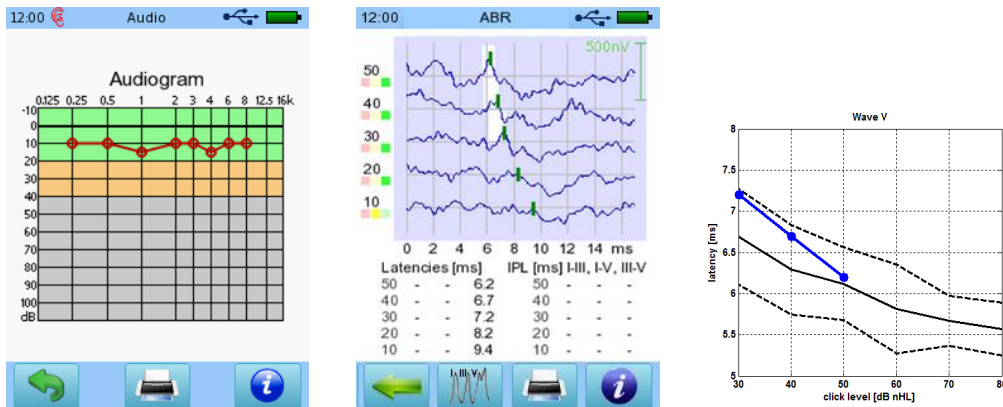 12:00 Audio
Audiogram
0.125 0.25 0.5 1 2 3 4 6 8 12.5 16k
-10
0
10
20
30
40
50
60
70
80
90
100
dB
12:00 ABR
500nV
50
40
30
20
10
0 2 4 6 8 10 12 14 ms
Latencies [ms] IPL [ms] I-III, I-V, III-V
50 - - 6.2 50 - - -
40 - - 6.7 40 - - -
30 - - 7.2 30 - - -
20 - - 8.2 20 - - -
10 - - 9.4 10 - - -
I III V
Wave V
latency [ms]
8
7.5
7
6.5
6
5.5
5
30 40 50 60 70 80
click level [dB nHL]